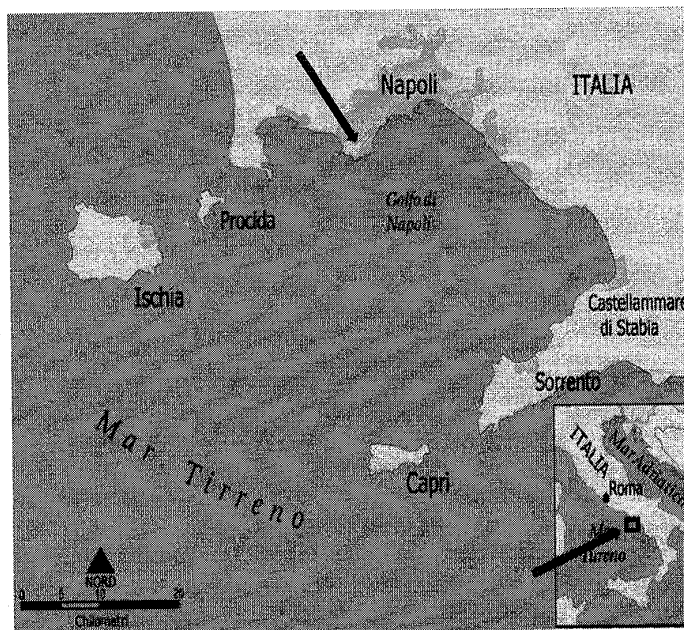 Napoli
ITALIA
Golfo di
Napoli
Procida
Ischia
Castellammare
di Stabia
Sorrento
Mar Tirreno
Capri
ITALIA
Mar Adriatico
Roma
Mar
Tirreno
NORD
0 5 10 20
Chilometri